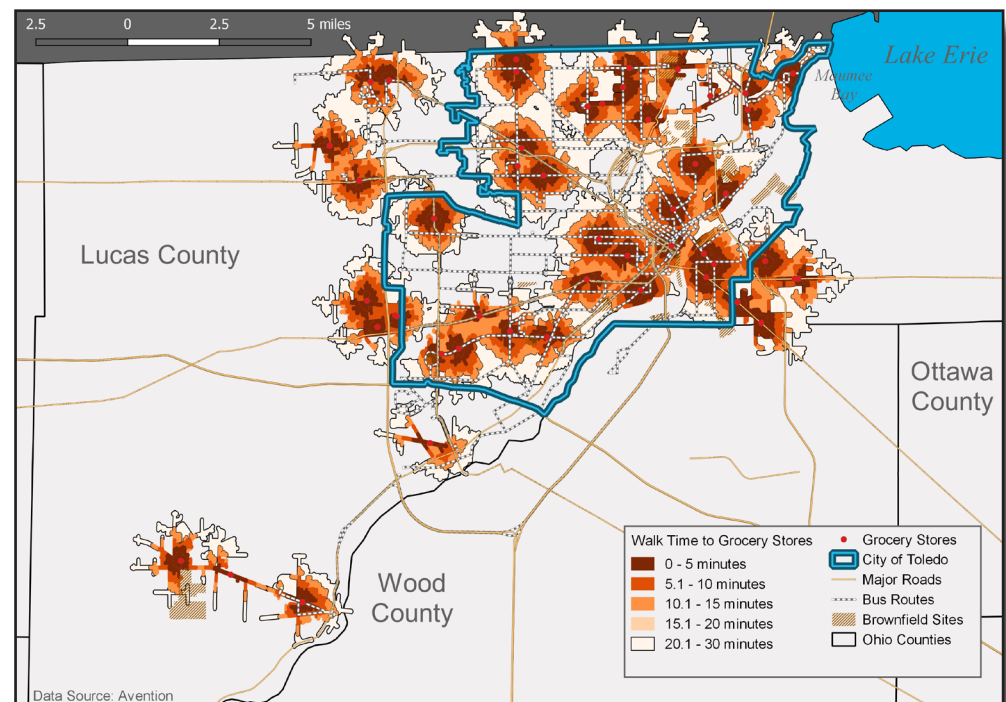 2.5 0 2.5 5 miles
Lake Erie
Maumee
Bay
Lucas County
Ottawa
County
Wood
County
Walk Time to Grocery Stores
0 - 5 minutes
5.1 - 10 minutes
10.1 - 15 minutes
15.1 - 20 minutes
20.1 - 30 minutes
Grocery Stores
City of Toledo
Major Roads
Bus Routes
Brownfield Sites
Ohio Counties
Data Source: Avention